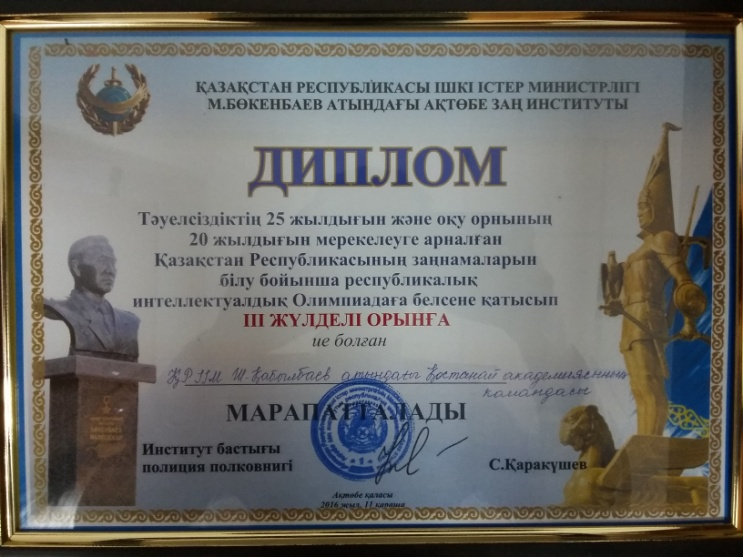 ҚАЗАҚСТАН РЕСПУБЛИКАСЫ ІШКІ ІСТЕР МИНИСТРЛІГІ
М.БӨКЕНБАЕВ АТЫНДАҒЫ АҚТӨБЕ ЗАҢ ИНСТИТУТЫ
ДИПЛОМ
Тәуелсіздіктің 25 жылдығын және оқу орнының
20 жылдығын мерекелеуге арналған
Қазақстан Республикасының заңнамаларын
білу бойынша республикалық
интеллектуалдық Олимпиадаға белсене қатысып
ІІІ ЖҮЛДЕЛІ ОРЫНҒА
ие болған
ҚР ІІМ Ш.Қабылбаев атындағы Қостанай академиясының
командасы
МАРАПАТТАЛАДЫ
Институт бастығы
полиция полковнигі
С.Қарақүшев
Ақтөбе қаласы
2016 жыл, 11 қараша